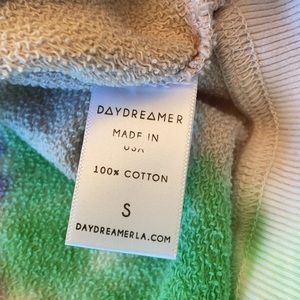 DAYDREAMER
MADE IN
USA
100% COTTON
S
DAYDREAMERLA.COM